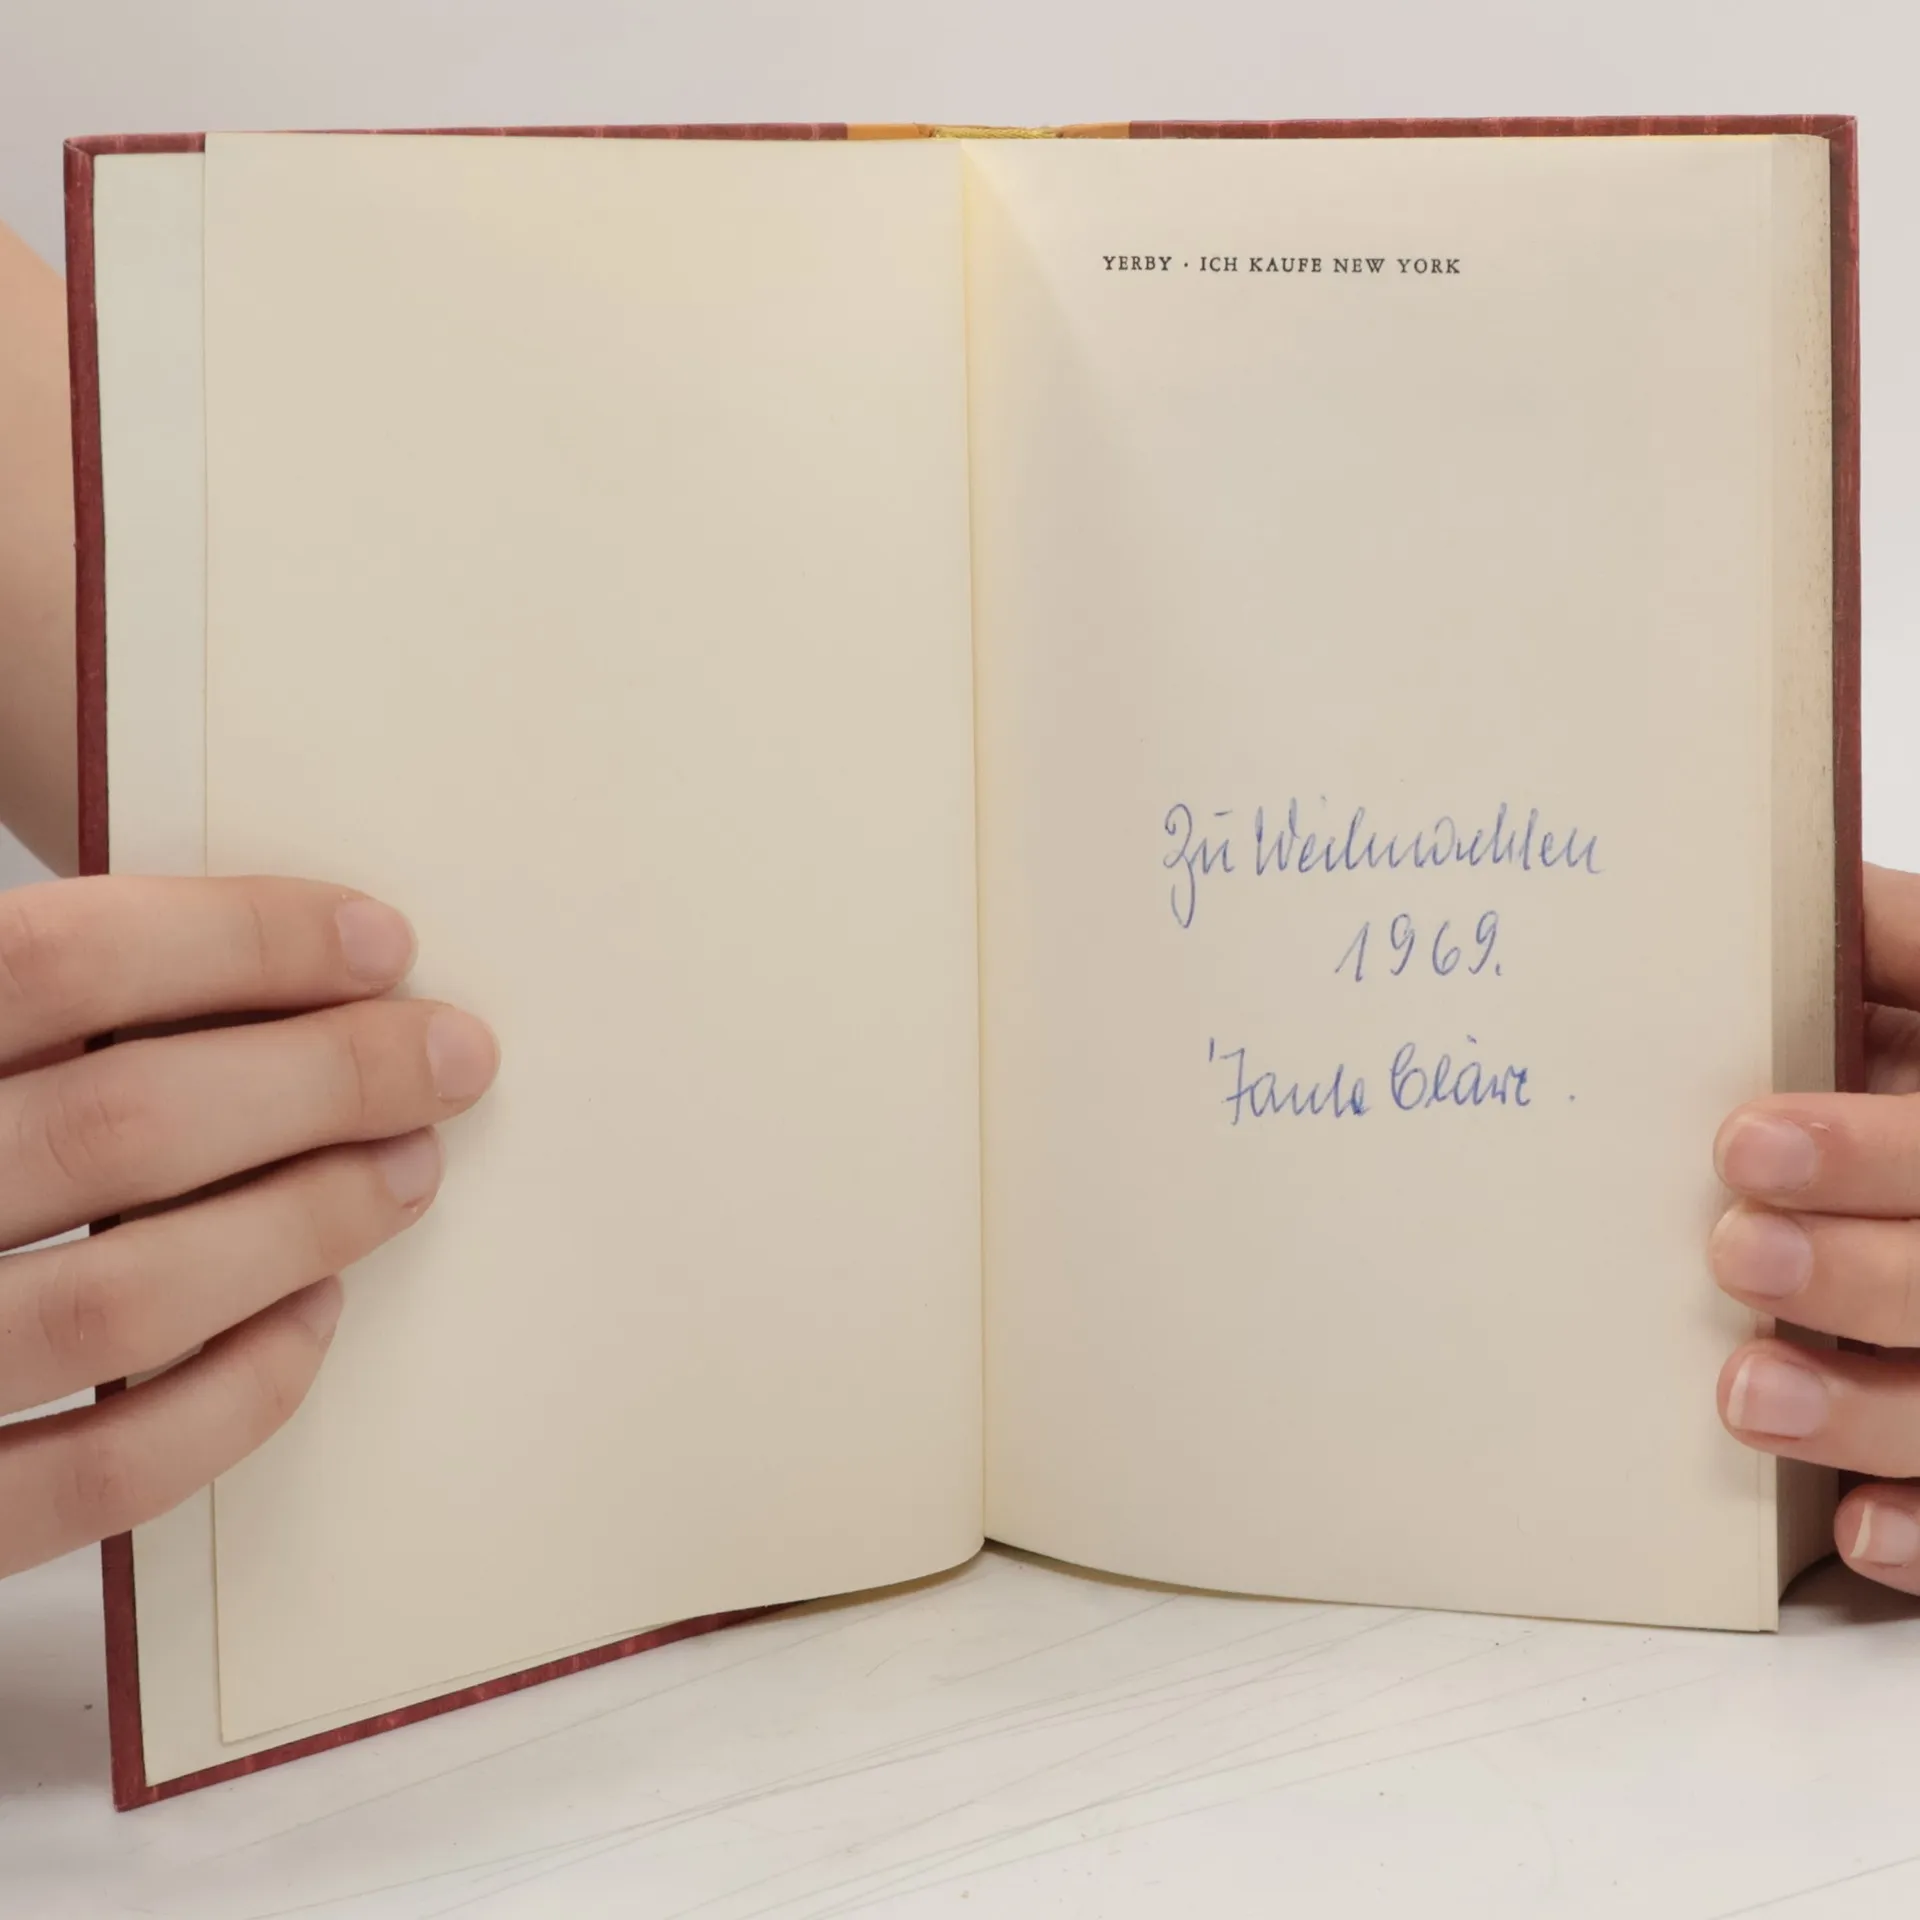 YERBY · ICH KAUFE NEW YORK
Zu Weihnachten
1969.
Tante Cläre.